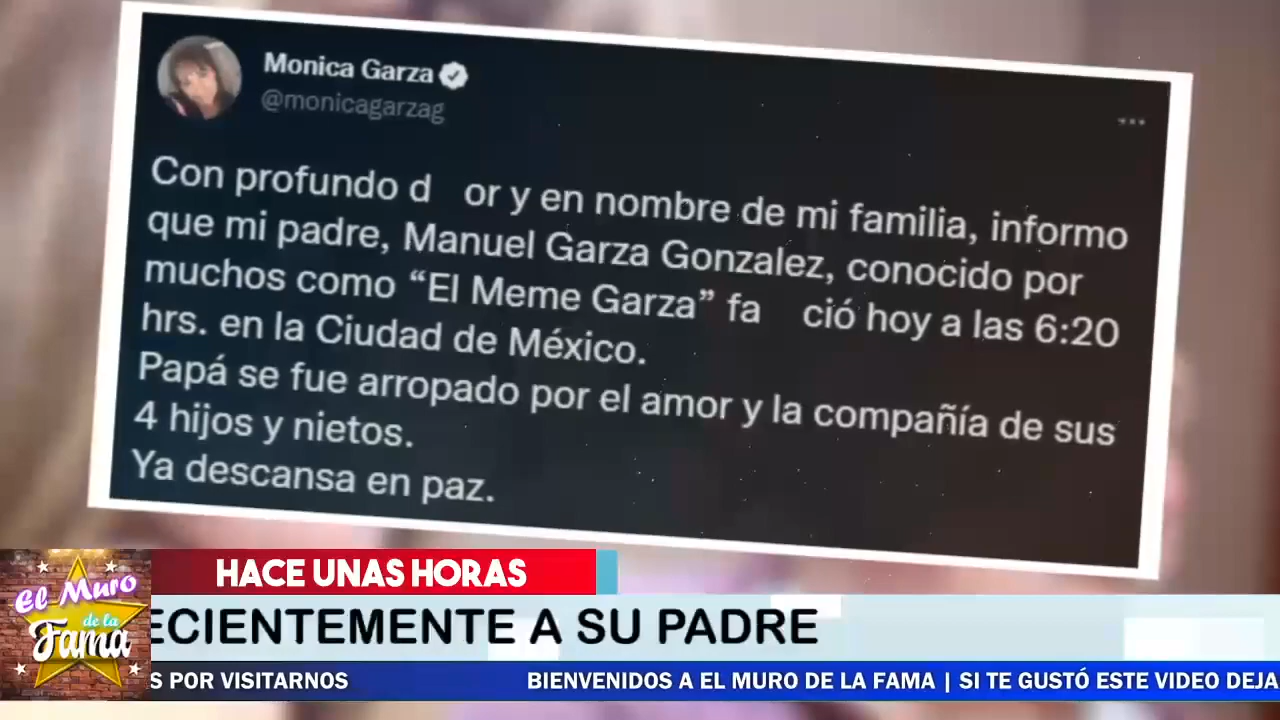 Monica Garza
@monicagarzag
Con profundo d or y en nombre de mi familia, informo
que mi padre, Manuel Garza Gonzalez, conocido por
muchos como “El Meme Garza” fa ció hoy a las 6:20
hrs. en la Ciudad de México.
Papá se fue arropado por el amor y la compañía de sus
4 hijos y nietos.
Ya descansa en paz.
HACE UNAS HORAS
El Muro
de la
Fama
ECIENTEMENTE A SU PADRE
S POR VISITARNOS BIENVENIDOS A EL MURO DE LA FAMA | SI TE GUSTÓ ESTE VIDEO DEJA